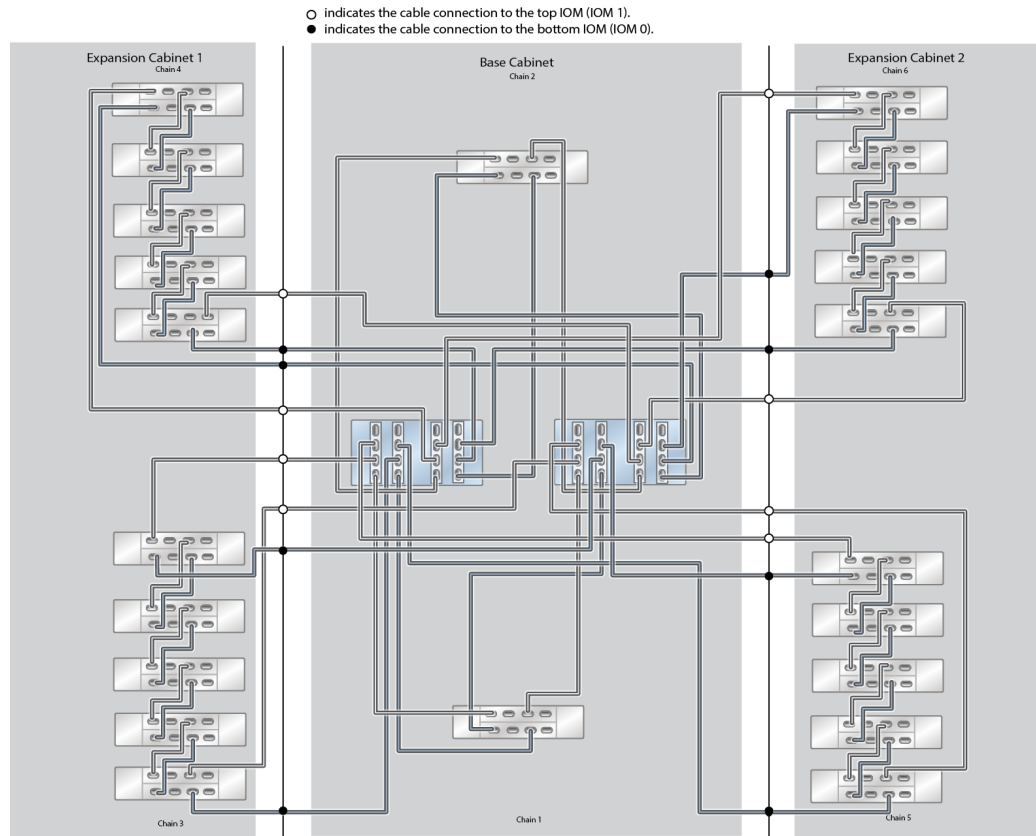 indicates the cable connection to the top IOM (IOM 1).
indicates the cable connection to the bottom IOM (IOM 0).
Expansion Cabinet 1
Chain 4
Base Cabinet
Chain 2
Expansion Cabinet 2
Chain 6
Chain 3
Chain 1
Chain 5